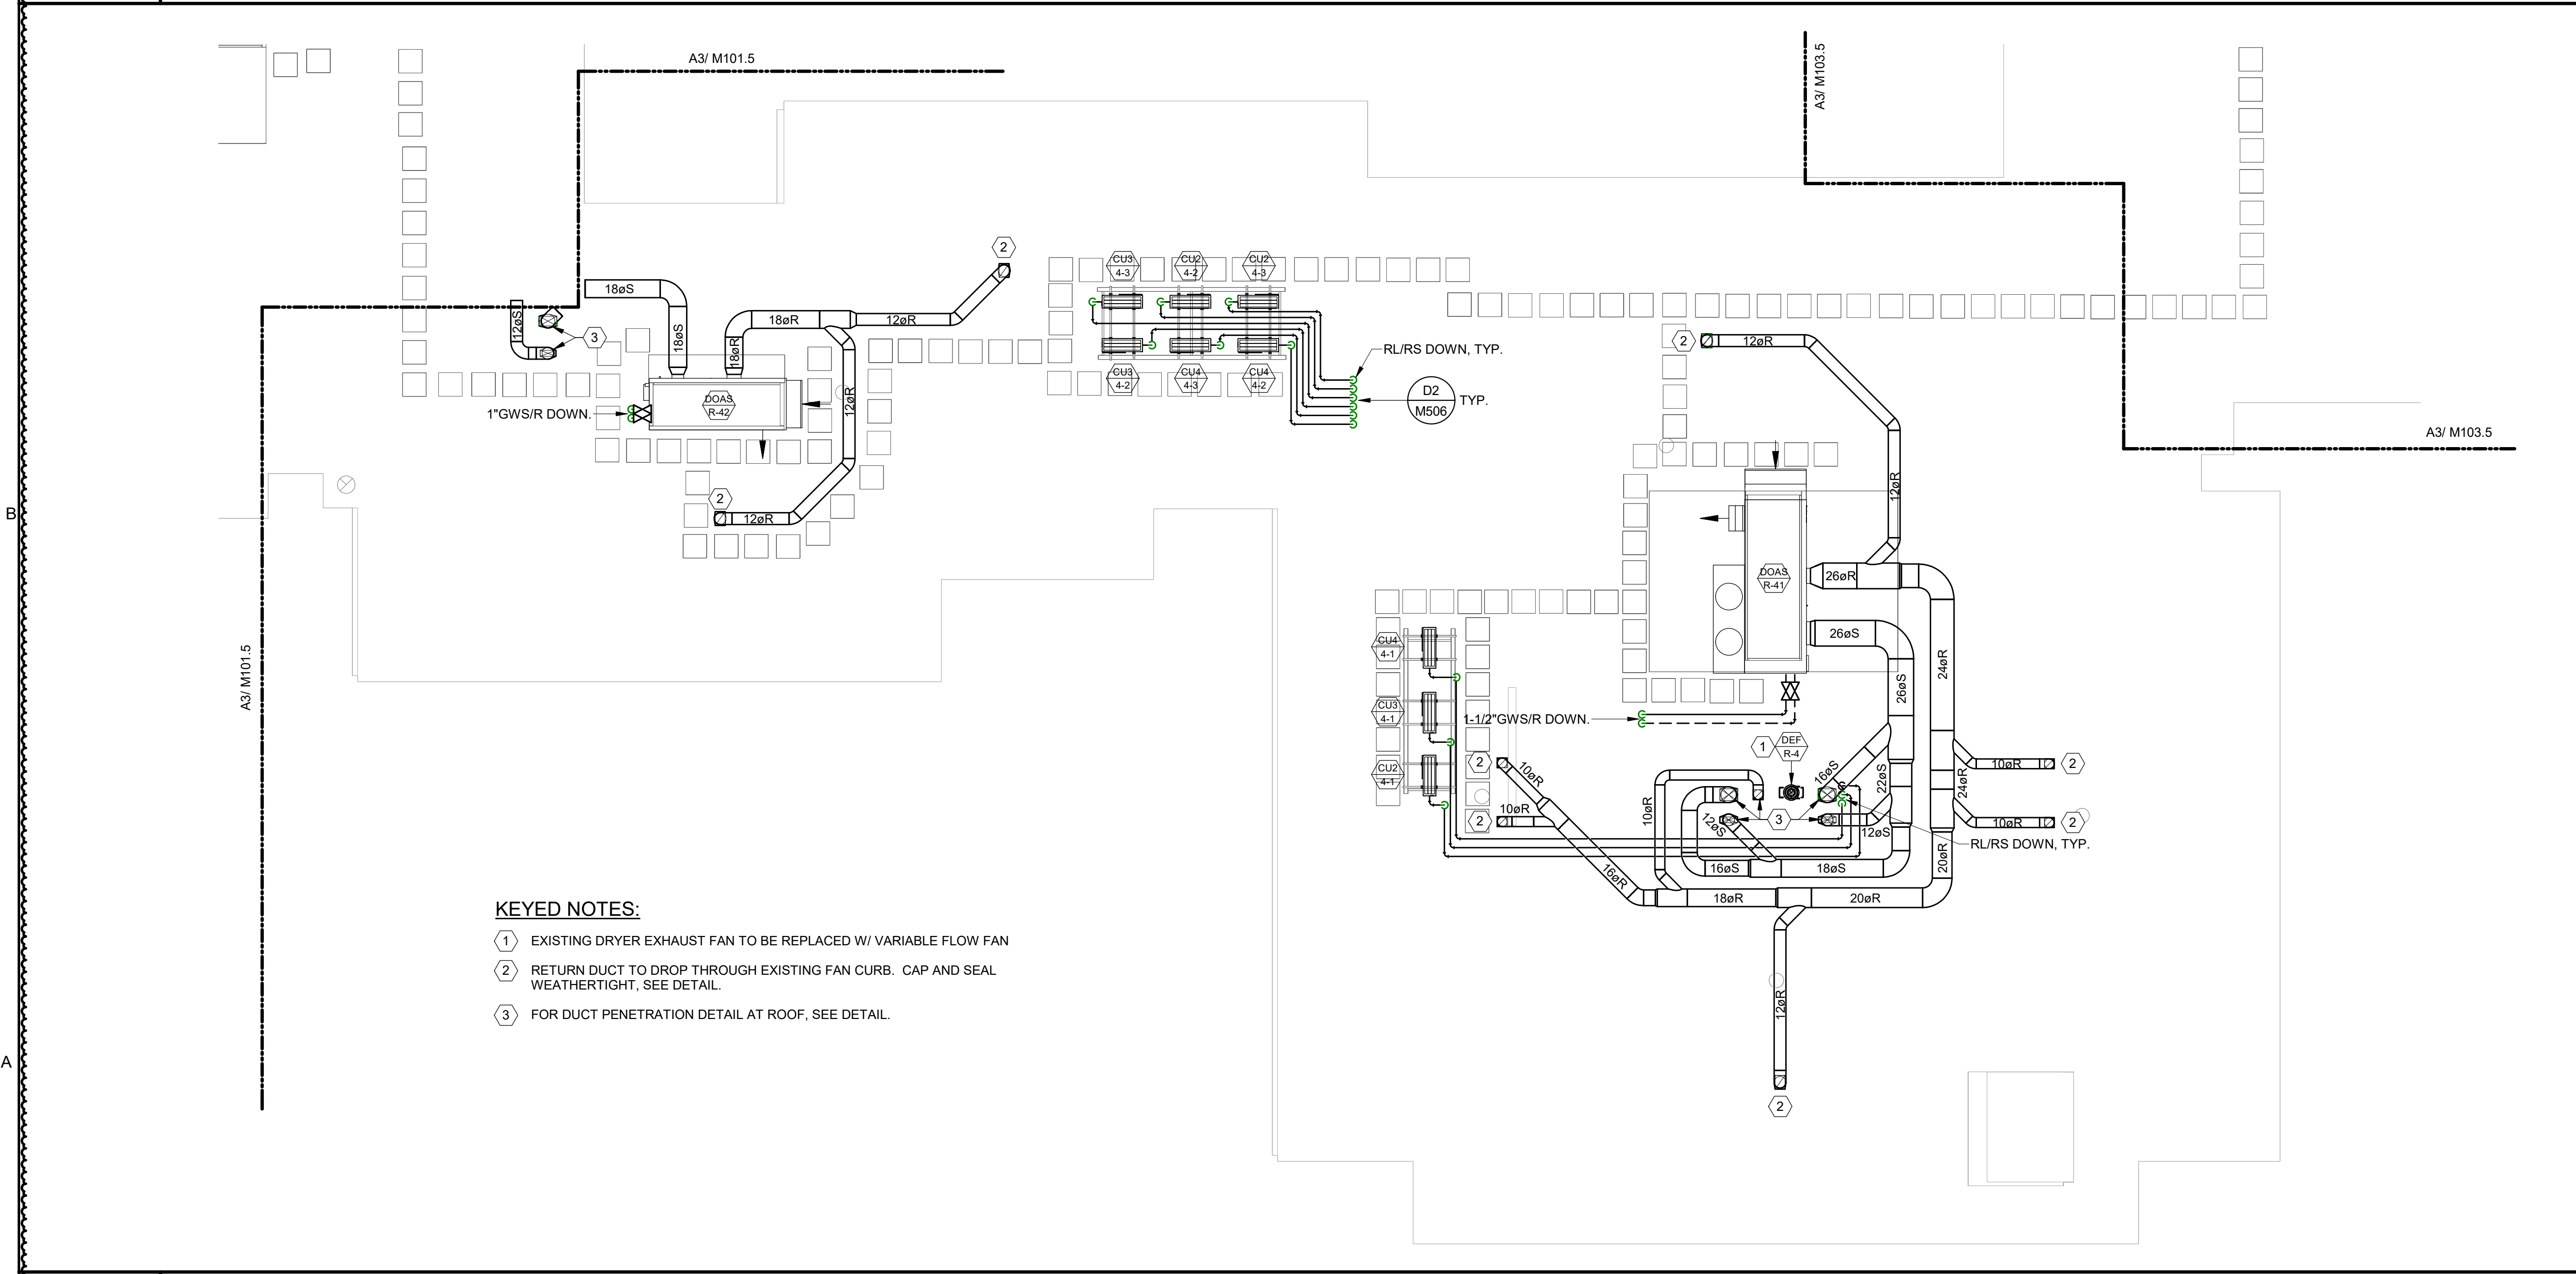 A3/ M101.5
A3/ M103.5
2
CU3
4-3
CU2
4-2
CU2
4-3
18øS
12øS
3
18øS
18øR
18øR
12øR
12øR
2
12øR
RL/RS DOWN, TYP.
CU3
4-2
CU4
4-3
CU4
4-2
D2
M506
TYP.
DOAS
R-42
1"GWS/R DOWN.
A3/ M103.5
2
12øR
12øR
B
DOAS
R-41
26øR
26øS
CU4
4-1
24øR
26øS
A3/ M101.5
CU3
4-1
1-1/2"GWS/R DOWN.
1
DEF
R-4
2
10øR
10øR
2
CU2
4-1
16øS
22øS
24øR
10øR
2
10øR
12øS
3
12øS
10øR
2
RL/RS DOWN, TYP.
16øR
16øS
18øS
20øR
18øR
20øR
KEYED NOTES:
1 EXISTING DRYER EXHAUST FAN TO BE REPLACED W/ VARIABLE FLOW FAN
2 RETURN DUCT TO DROP THROUGH EXISTING FAN CURB. CAP AND SEAL
WEATHERTIGHT, SEE DETAIL.
3 FOR DUCT PENETRATION DETAIL AT ROOF, SEE DETAIL.
12øR
A
2